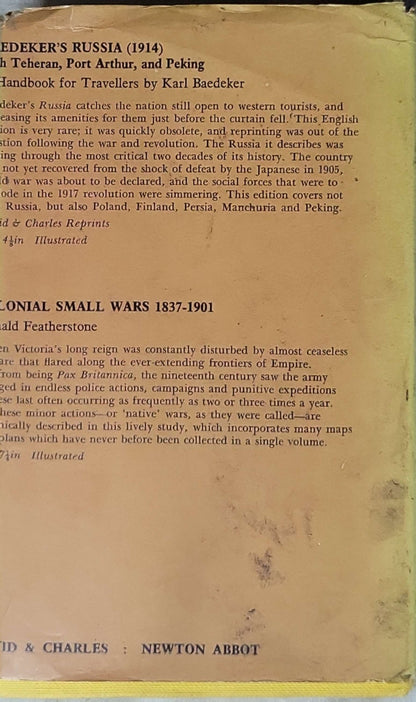 EDEKER'S RUSSIA (1914)
h Teheran, Port Arthur, and Peking
Handbook for Travellers by Karl Baedeker
deker's Russia catches the nation still open to western tourists, and
easing its amenities for them just before the curtain fell. This English
ion is very rare; it was quickly obsolete, and reprinting was out of the
stion following the war and revolution. The Russia it describes was
ing through the most critical two decades of its history. The country
not yet recovered from the shock of defeat by the Japanese in 1905,
ld war was about to be declared, and the social forces that were to
ode in the 1917 revolution were simmering. This edition covers not
Russia, but also Poland, Finland, Persia, Manchuria and Peking.
id & Charles Reprints
4⅛in Illustrated
LONIAL SMALL WARS 1837-1901
nald Featherstone
en Victoria's long reign was constantly disturbed by almost ceaseless
are that flared along the ever-extending frontiers of Empire.
from being Pax Britannica, the nineteenth century saw the army
ged in endless police actions, campaigns and punitive expeditions
ese last often occurring as frequently as two or three times a year.
hese minor actions—or 'native' wars, as they were called—are
hically described in this lively study, which incorporates many maps
plans which have never before been collected in a single volume.
7¼in Illustrated
ID & CHARLES : NEWTON ABBOT